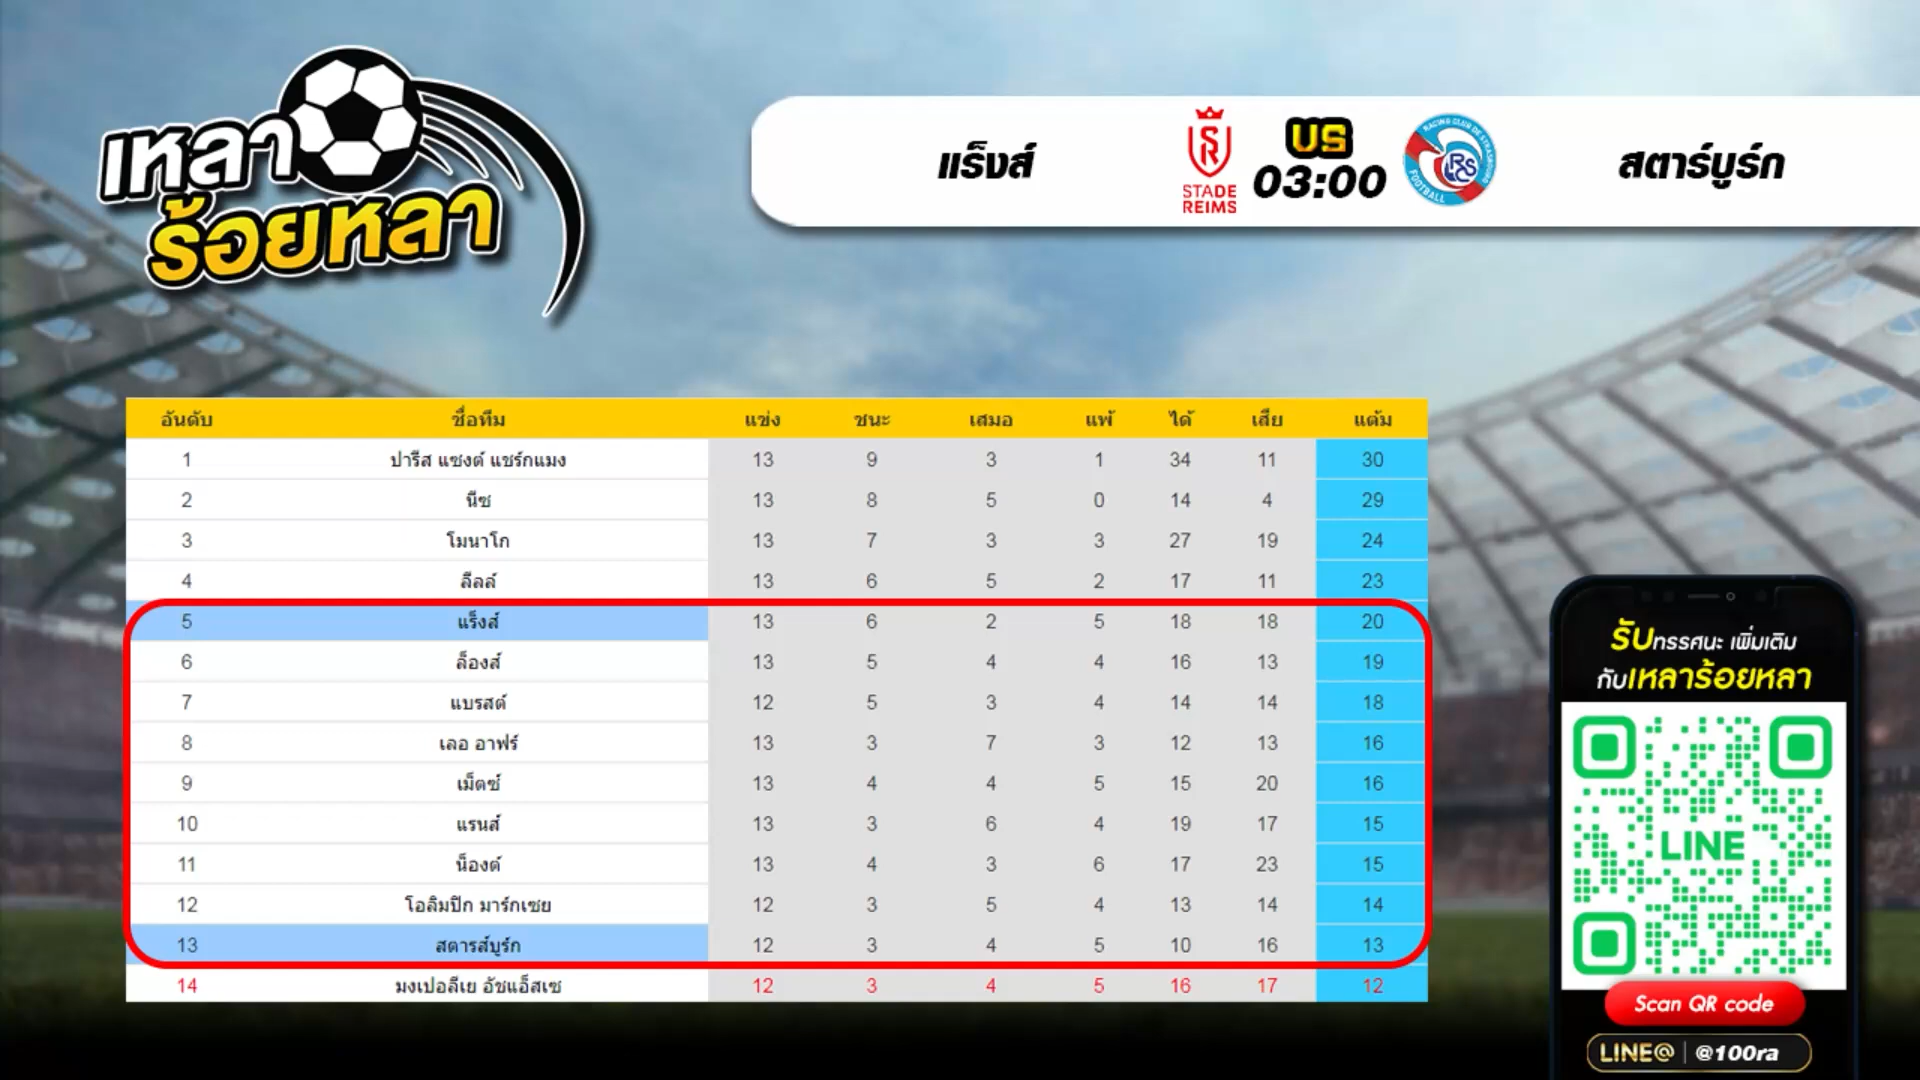 เหลา
ร้อยหลา
แร็งส์
STADE
REIMS
US
03:00
RACING CLUB DE STRASBOURG
RCS
FOOTBALL
สตาร์บูร์ก
อันดับ ชื่อทีม แข่ง ชนะ เสมอ แพ้ ได้ เสีย แต้ม
1 ปารีส แซงต์ แชร์กแมง 13 9 3 1 34 11 30
2 นีซ 13 8 5 0 14 4 29
3 โมนาโก 13 7 3 3 27 19 24
4 ลีลล์ 13 6 5 2 17 11 23
5 แร็งส์ 13 6 2 5 18 18 20
6 ล็องส์ 13 5 4 4 16 13 19
7 แบรสต์ 12 5 3 4 14 14 18
8 เลอ อาฟร์ 13 3 7 3 12 13 16
9 เม็ตซ์ 13 4 4 5 15 20 16
10 แรนส์ 13 3 6 4 19 17 15
11 น็องต์ 13 4 3 6 17 23 15
12 โอลิมปิก มาร์กเซย 12 3 5 4 13 14 14
13 สตารส์บูร์ก 12 3 4 5 10 16 13
14 มงเปอลีเย อัชแอ็สเซ 12 3 4 5 16 17 12
รับทรรศนะ เพิ่มเติม
กับเหลาร้อยหลา
LINE
Scan QR code
LINE@ | @100ra